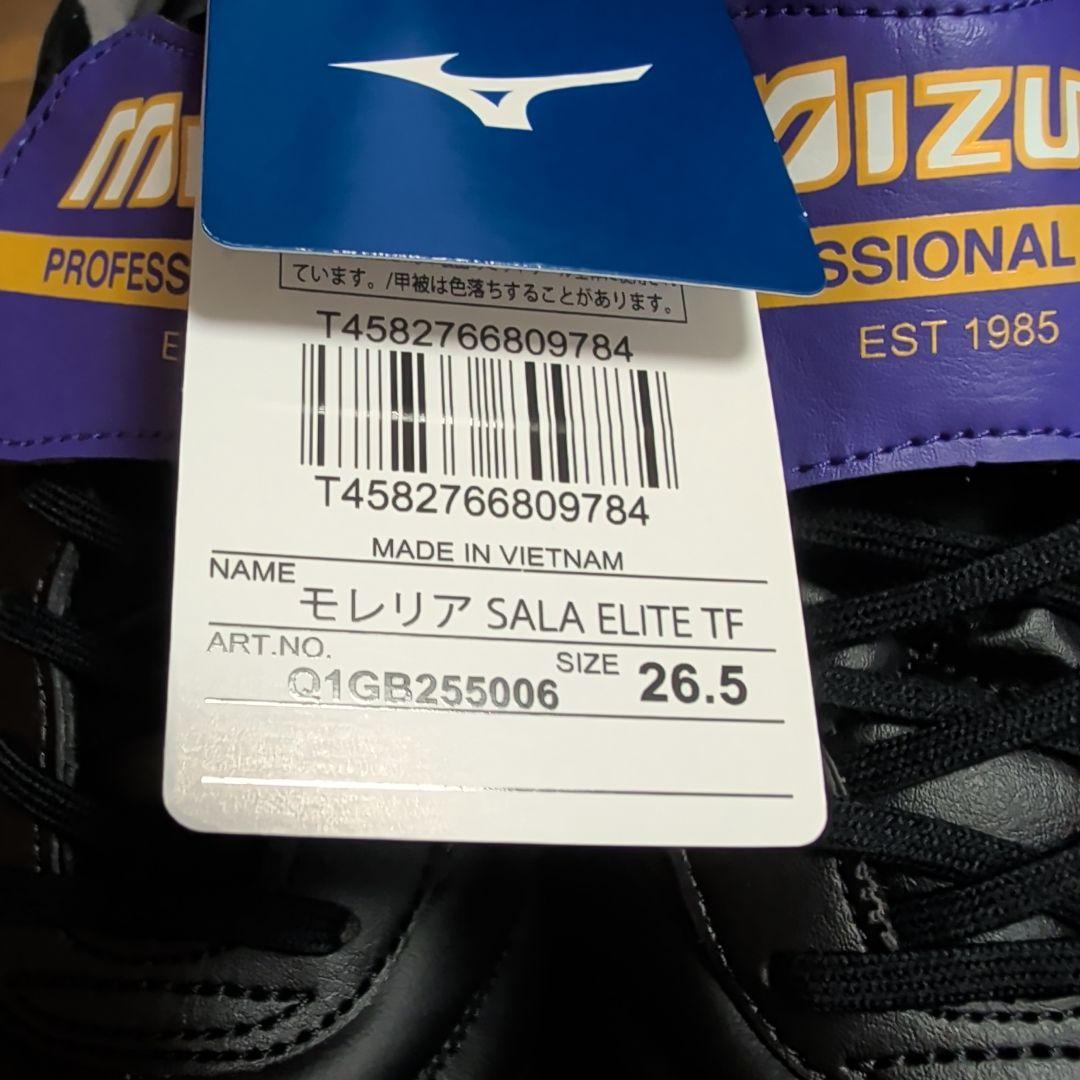 MIZU
PROFESS
SSIONAL
EST 1985
ています。/甲被は色落ちすることがあります。
T4582766809784
T4582766809784
MADE IN VIETNAM
NAME
モレリア SALA ELITE TF
ART.NO.
Q1GB255006
SIZE 26.5